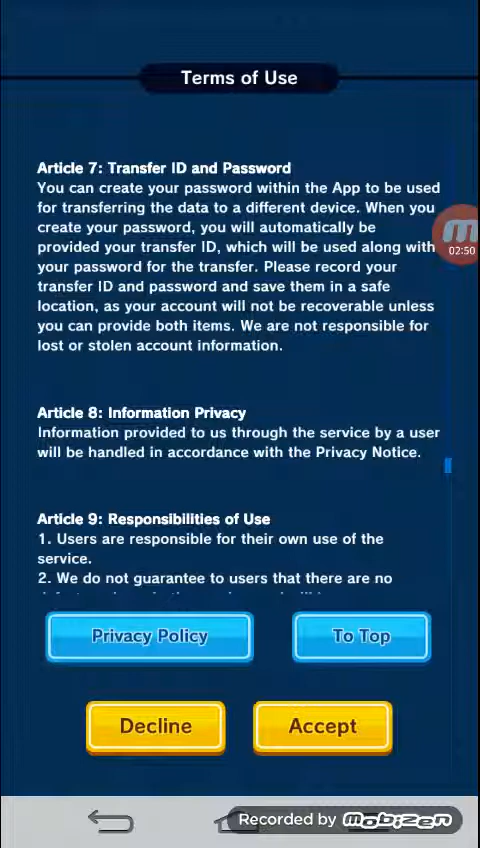 Terms of Use
Article 7: Transfer ID and Password
You can create your password within the App to be used
for transferring the data to a different device. When you
create your password, you will automatically be
provided your transfer ID, which will be used along with
your password for the transfer. Please record your
transfer ID and password and save them in a safe
location, as your account will not be recoverable unless
you can provide both items. We are not responsible for
lost or stolen account information.
02:50
Article 8: Information Privacy
Information provided to us through the service by a user
will be handled in accordance with the Privacy Notice.
Article 9: Responsibilities of Use
1. Users are responsible for their own use of the
service.
2. We do not guarantee to users that there are no
Privacy Policy
To Top
Decline
Accept
Recorded by mobizen